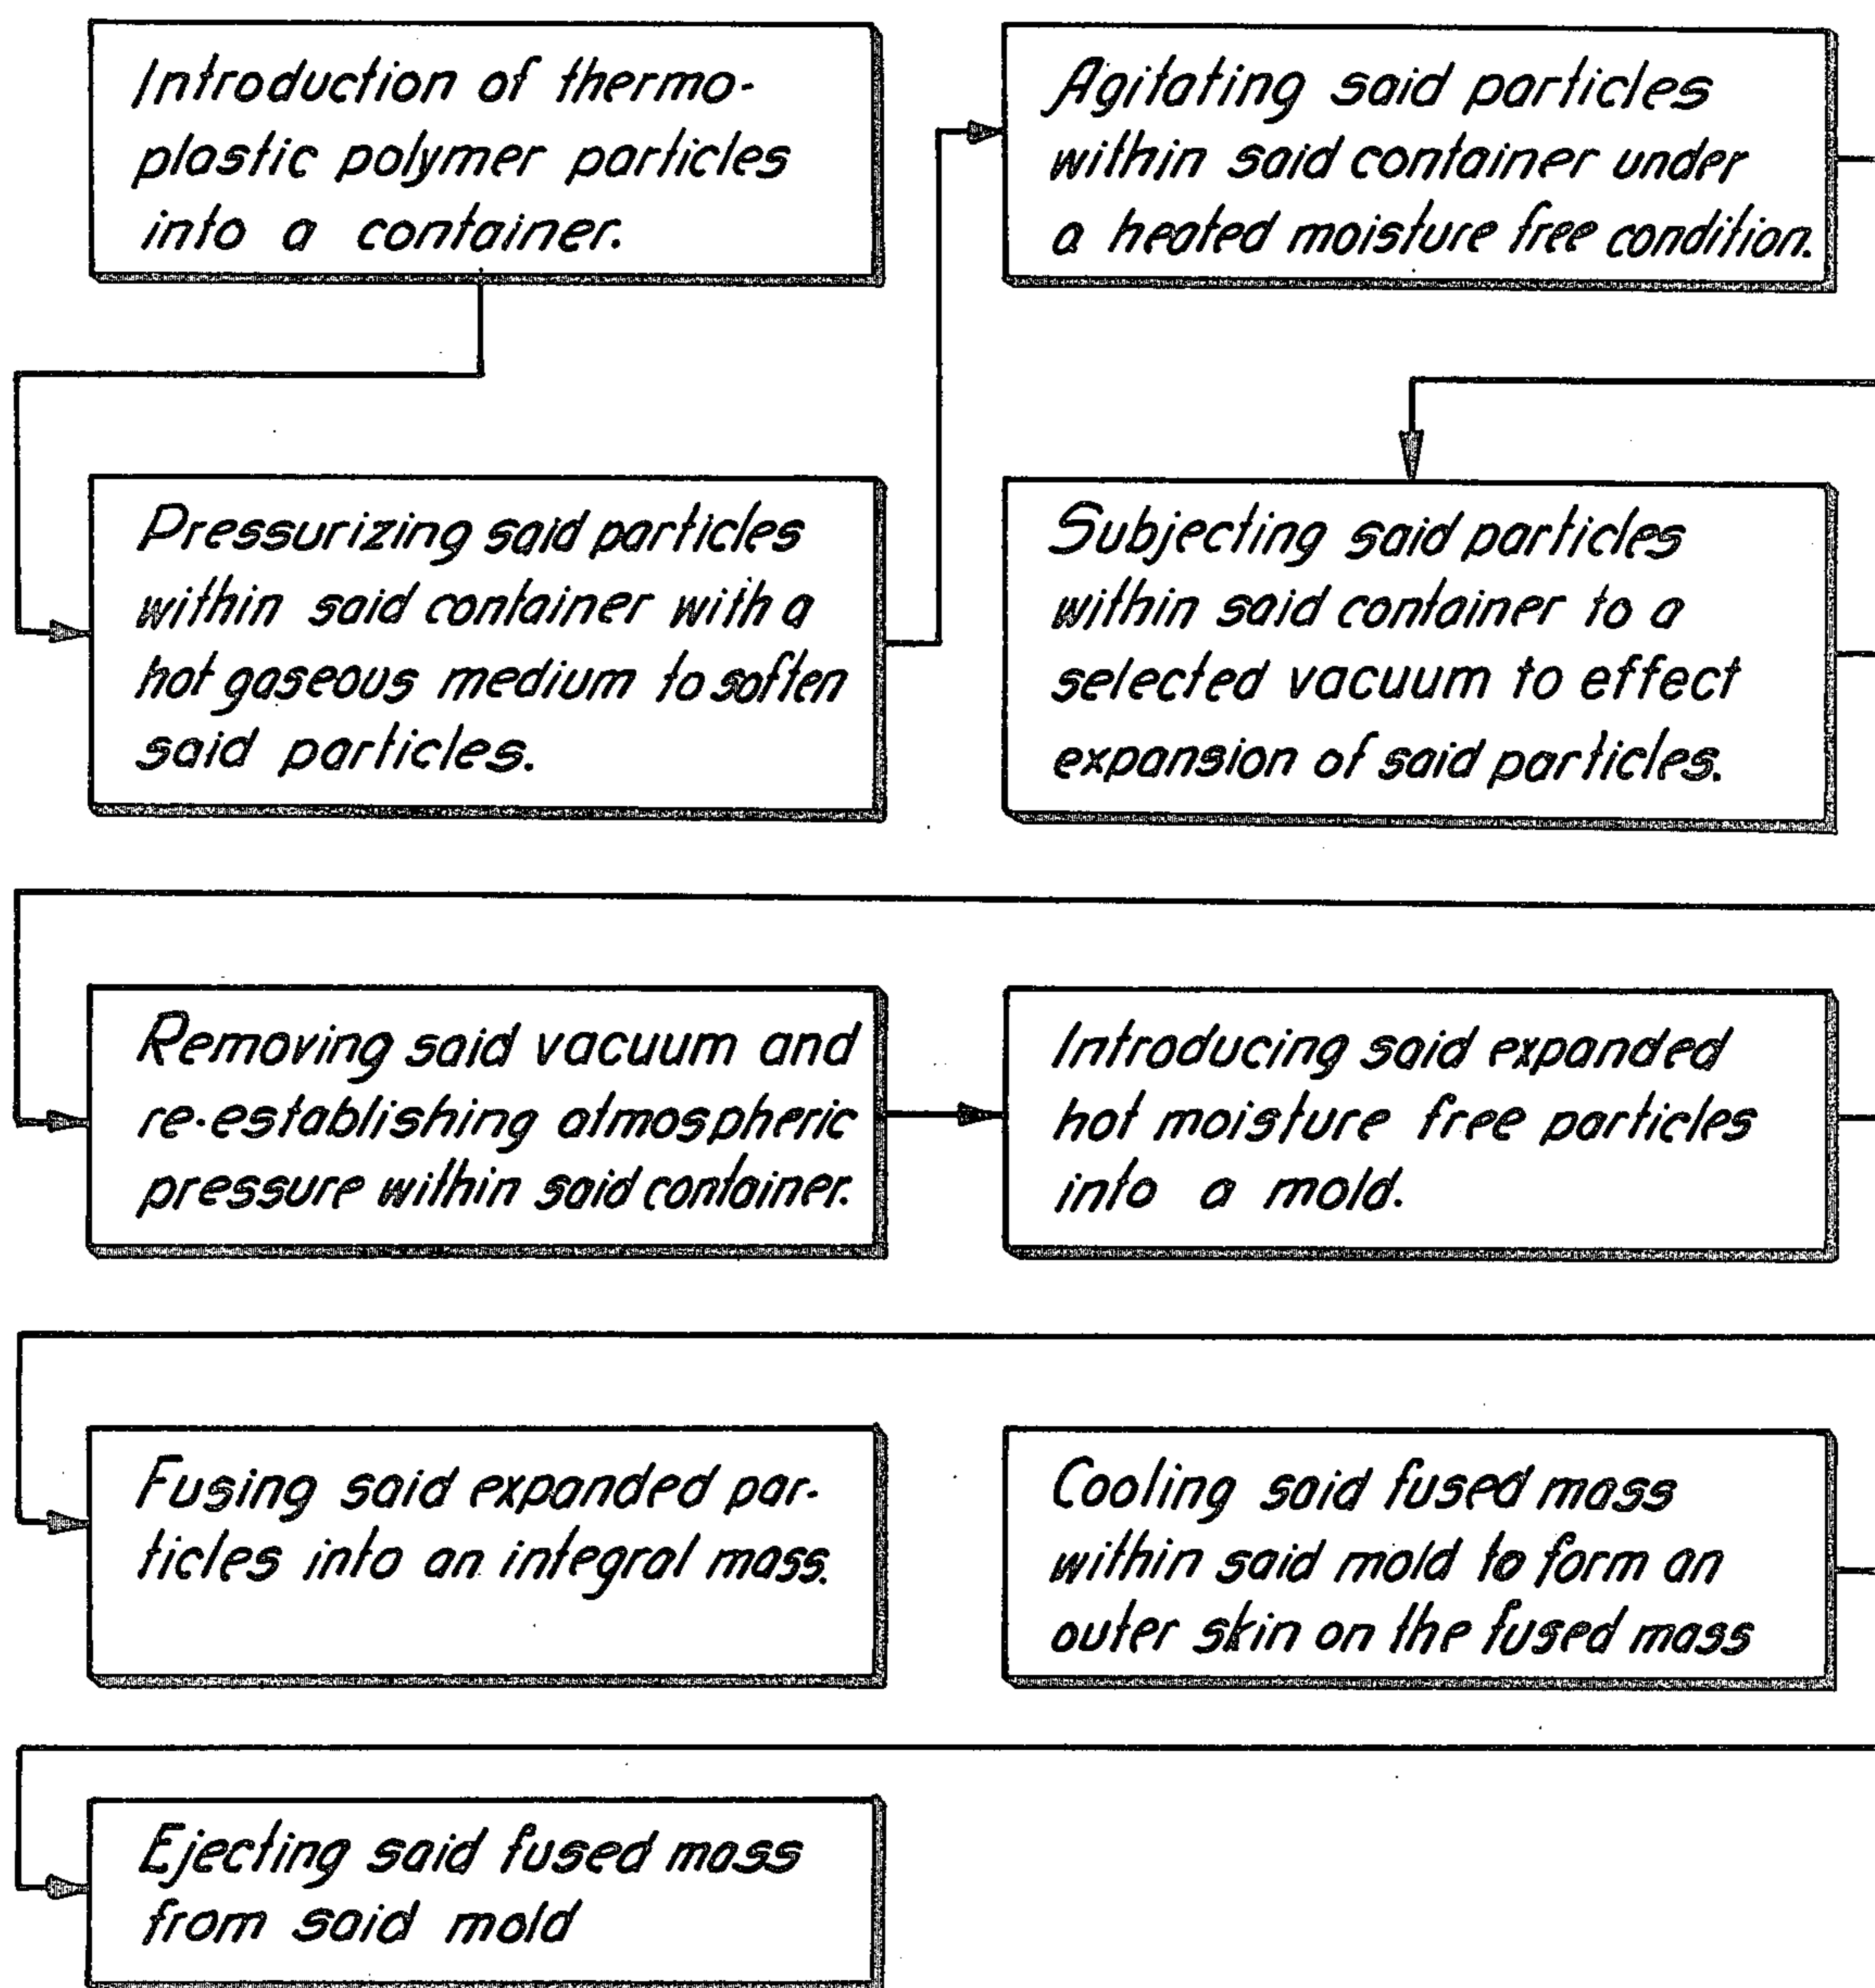 Introduction of thermo-
plastic polymer particles
into a container.
Pressurizing said particles
within said container with a
hot gaseous medium to soften
said particles.
Agitating said particles
within said container under
a heated moisture free condition.
Subjecting said particles
within said container to a
selected vacuum to effect
expansion of said particles.
Removing said vacuum and
re-establishing atmospheric
pressure within said container.
Introducing said expanded
hot moisture free particles
into a mold.
Fusing said expanded par-
ticles into an integral mass.
Cooling said fused mass
within said mold to form an
outer skin on the fused mass
Ejecting said fused mass
from said mold